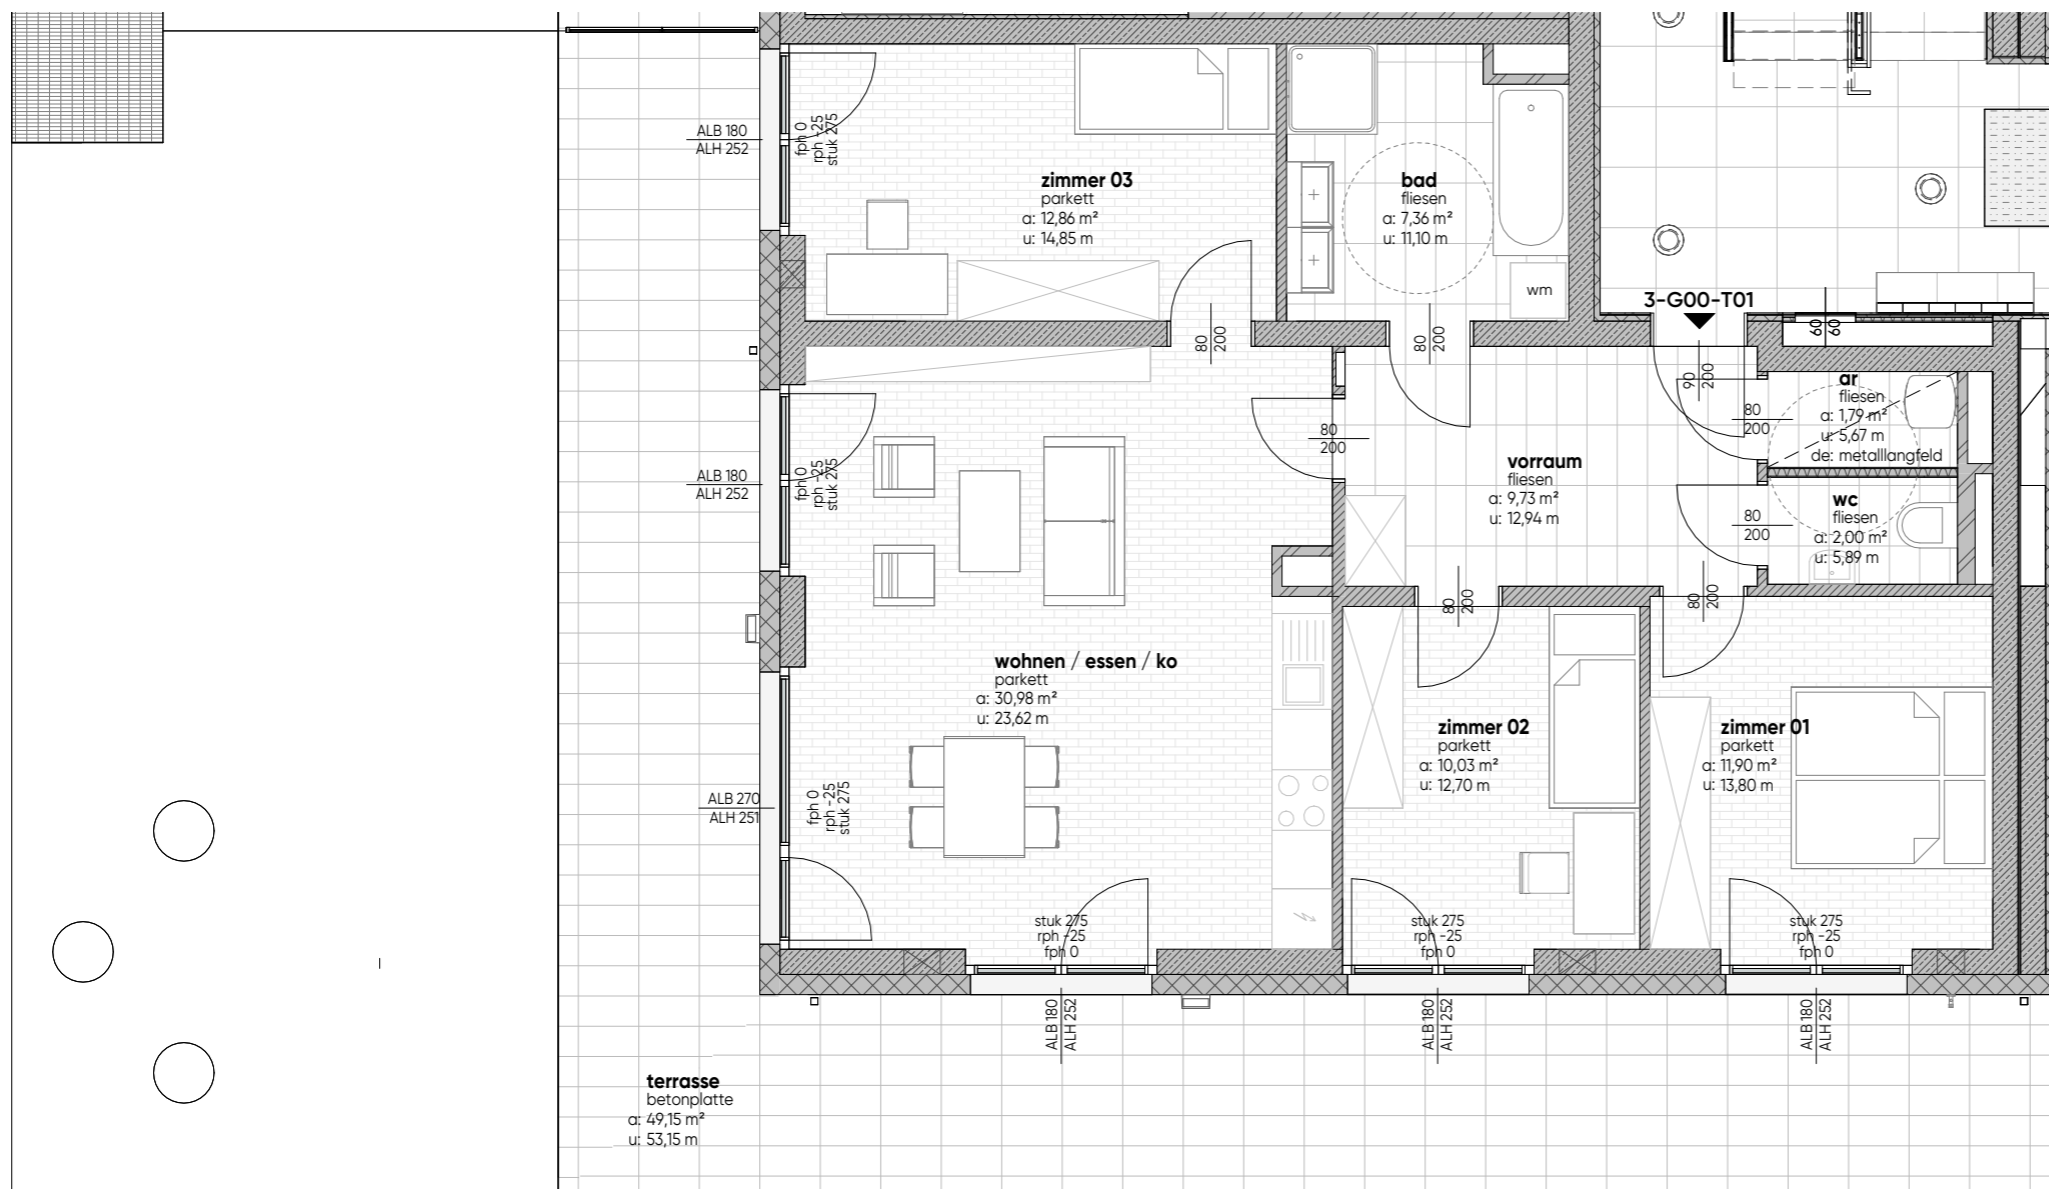 ALB 180
ALH 252
fph 0
rph -25
stuk 275
zimmer 03
parkett
a: 12,86 m²
u: 14,85 m
bad
fliesen
a: 7,36 m²
u: 11,10 m
wm
3-G00-T01
60
60
80
200
80
200
90
200
ALB 180
ALH 252
fph 0
rph -25
stuk 275
80
200
vorraum
fliesen
a: 9,73 m²
u: 12,94 m
80
200
ar
fliesen
a: 1,79 m²
u: 5,67 m
de: metalllangfeld
80
200
wc
fliesen
a: 2,00 m²
u: 5,89 m
80
200
80
200
wohnen / essen / ko
parkett
a: 30,98 m²
u: 23,62 m
zimmer 02
parkett
a: 10,03 m²
u: 12,70 m
zimmer 01
parkett
a: 11,90 m²
u: 13,80 m
ALB 270
ALH 251
fph 0
rph -25
stuk 275
stuk 275
rph -25
fph 0
stuk 275
rph -25
fph 0
stuk 275
rph -25
fph 0
ALB 180
ALH 252
ALB 180
ALH 252
ALB 180
ALH 252
terrasse
betonplatte
a: 49,15 m²
u: 53,15 m